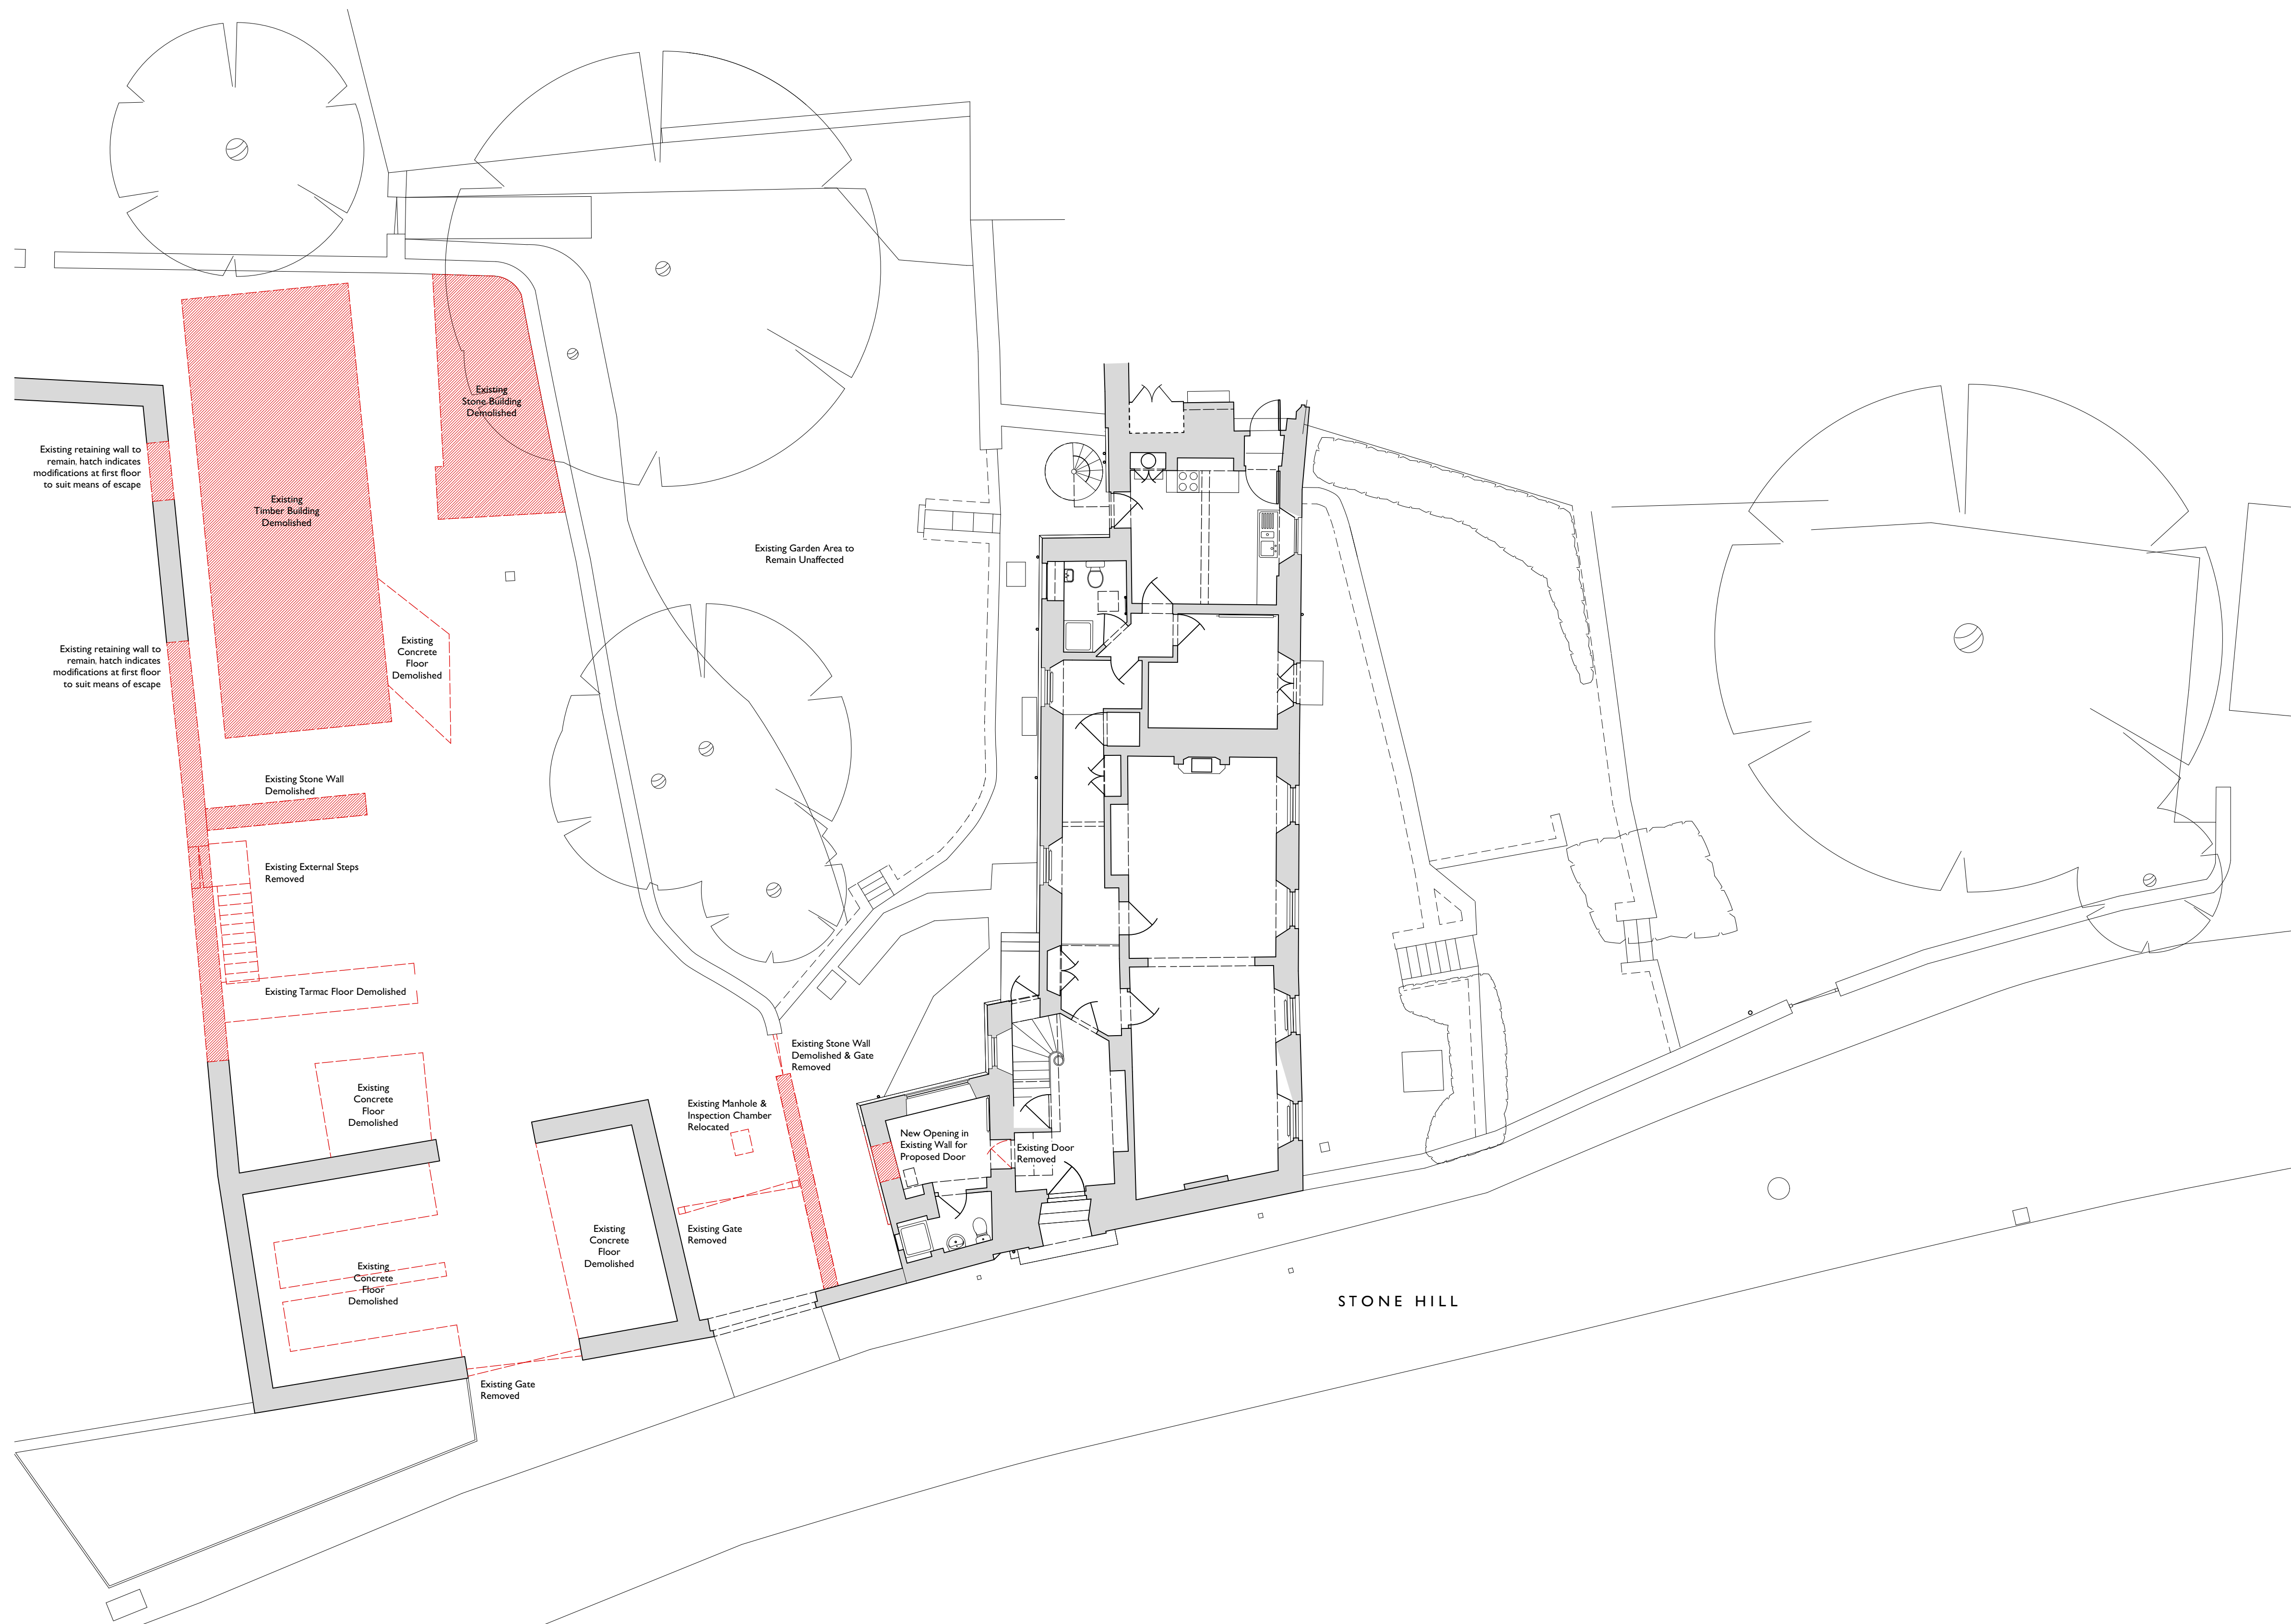 Existing
Stone Building
Demolished
Existing retaining wall to
remain, hatch indicates
modifications at first floor
to suit means of escape
Existing
Timber Building
Demolished
Existing Garden Area to
Remain Unaffected
Existing retaining wall to
remain, hatch indicates
modifications at first floor
to suit means of escape
Existing
Concrete
Floor
Demolished
Existing Stone Wall
Demolished
Existing External Steps
Removed
Existing Tarmac Floor Demolished
Existing Stone Wall
Demolished & Gate
Removed
Existing
Concrete
Floor
Demolished
Existing Manhole &
Inspection Chamber
Relocated
New Opening in
Existing Wall for
Proposed Door
Existing Door
Removed
Existing Gate
Removed
Existing
Concrete
Floor
Demolished
Existing
Concrete
Floor
Demolished
STONE HILL
Existing Gate
Removed